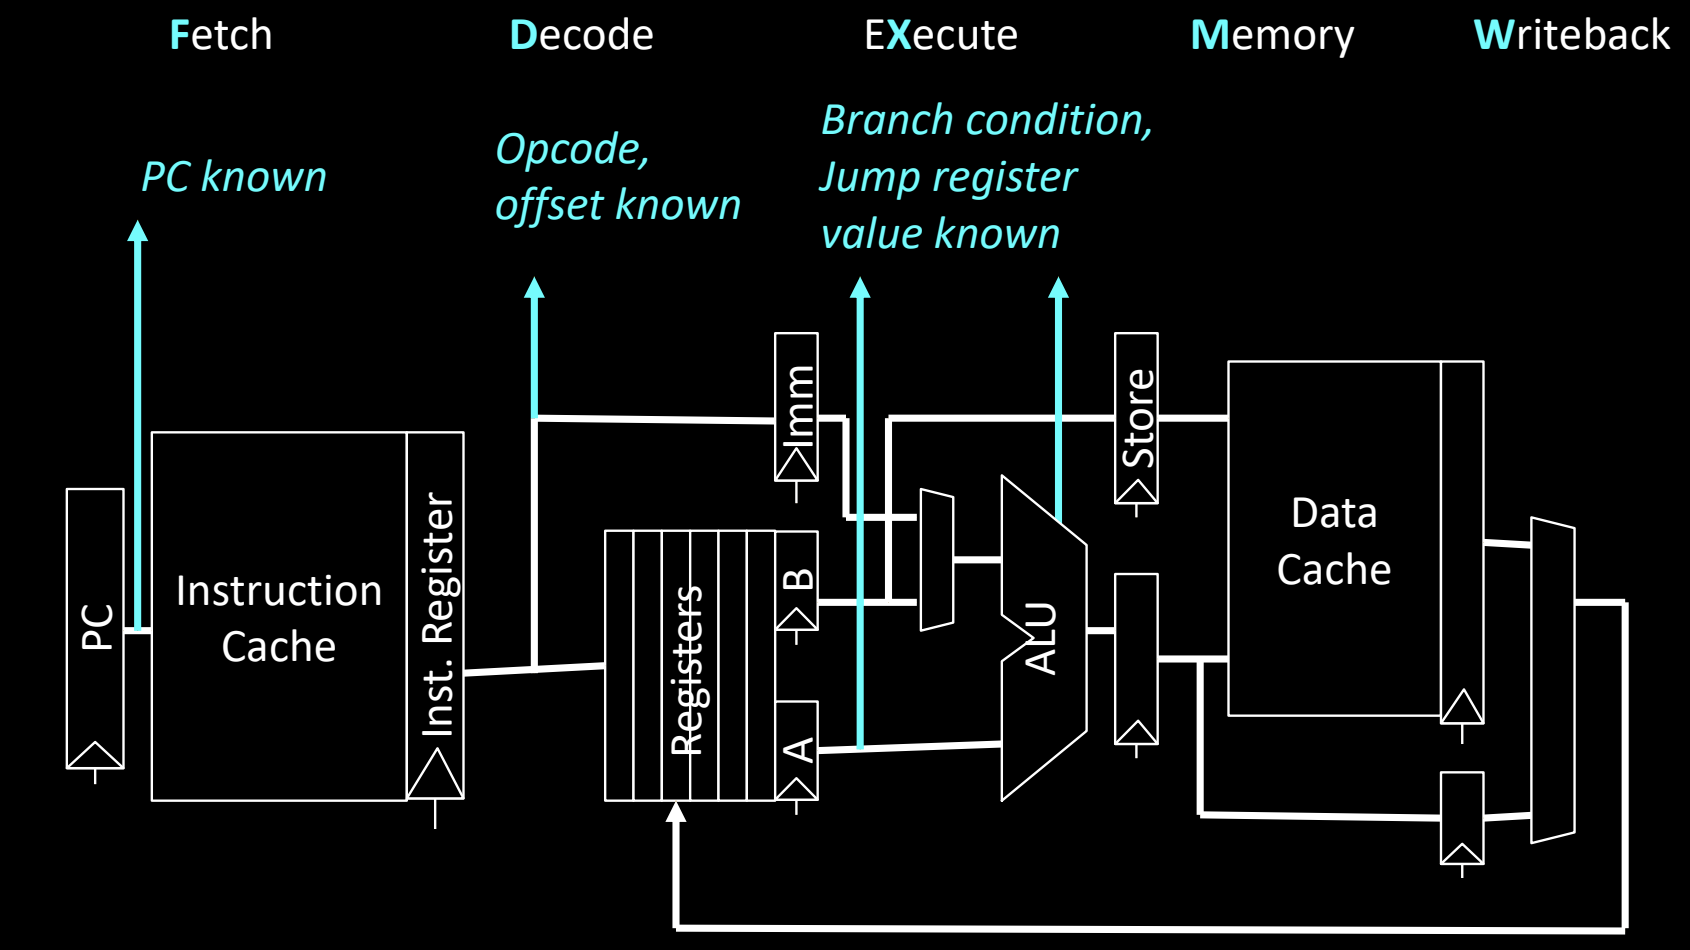 Fetch
Decode
EXecute
Memory
Writeback
PC known
Opcode,
offset known
Branch condition,
Jump register
value known
PC
Instruction
Cache
Inst. Register
Registers
Imm
B
A
ALU
Store
Data
Cache